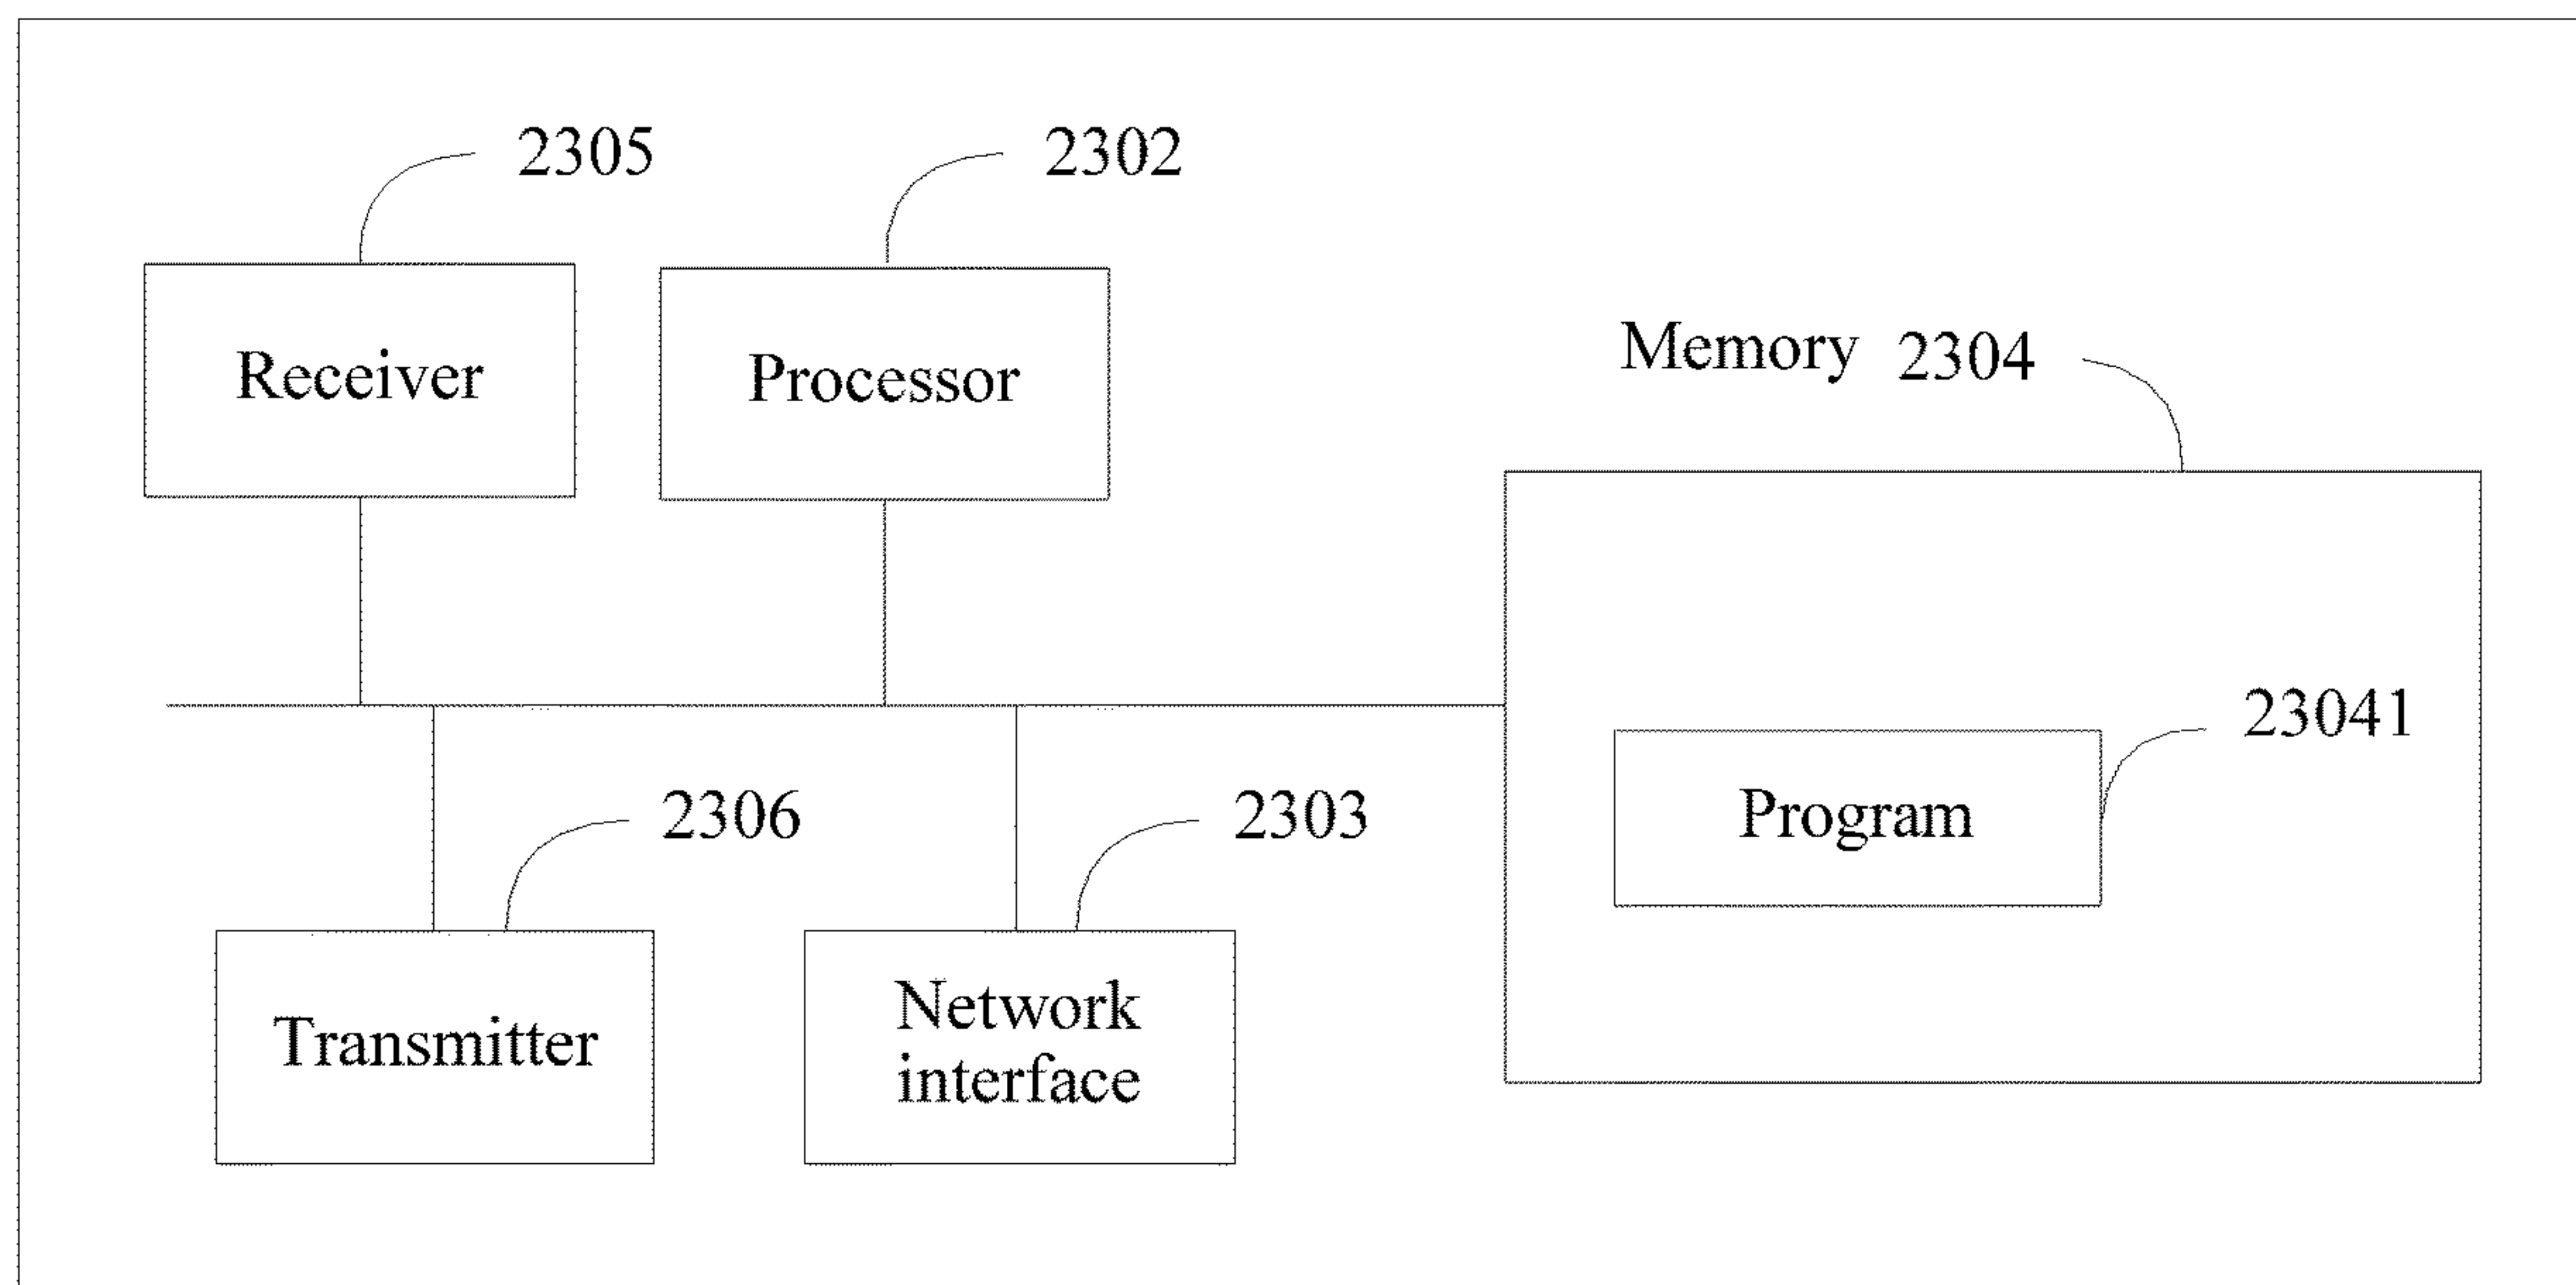 2305
2302
Receiver
Processor
Memory 2304
23041
Program
2306
2303
Transmitter
Network
interface